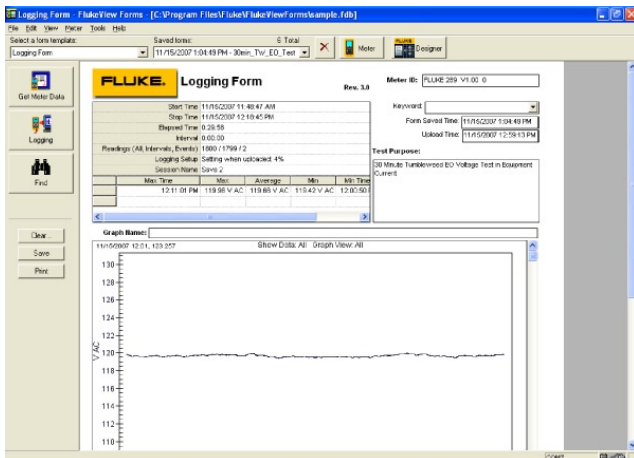 Logging Form - FlukeView Forms - [C:\Program Files\Fluke\FlukeViewForms\sample.fdb]
File Edit View Meter Tools Help
Select a form template: Saved forms: 6 Total
Logging Form 11/15/2007 1:04:49 PM - 30min_TW_EO_Test Meter FLUKE Designer
Get Meter Data
Logging
Find
Clear...
Save
Print
FLUKE. Logging Form Rev. 3.0
Meter ID: FLUKE 289 V1.00 0
Start Time 11/15/2007 11:48:47 AM
Stop Time 11/15/2007 12:18:45 PM
Elapsed Time 0:29:58
Interval 0:00:00
Readings (All, Intervals, Events) 1800 / 1799 / 2
Logging Setup Setting when uploaded: 4%
Session Name Save 2
Max Time Max Average Min Min Time
12:11:01 PM 119.98 V AC 119.68 V AC 119.42 V AC 12:00:50
Keyword:
Form Saved Time: 11/15/2007 1:04:49 PM
Upload Time: 11/15/2007 12:59:13 PM
Test Purpose:
30 Minute Tumbleweed EO Voltage Test in Equipment
Current
Graph Name:
11/15/2007 12:01, 123.257 Show Data: All Graph View: All
V AC
130
128
126
124
122
120
118
116
114
112
110